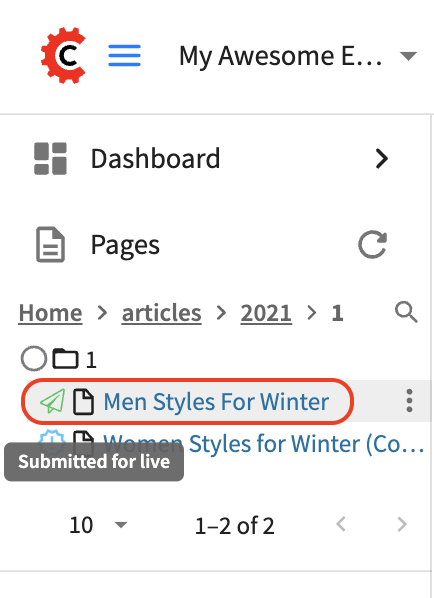 My Awesome E...
Dashboard
Pages
Home > articles > 2021 > 1
1
Men Styles For Winter
Women Styles for Winter (Co...
Submitted for live
10
1–2 of 2